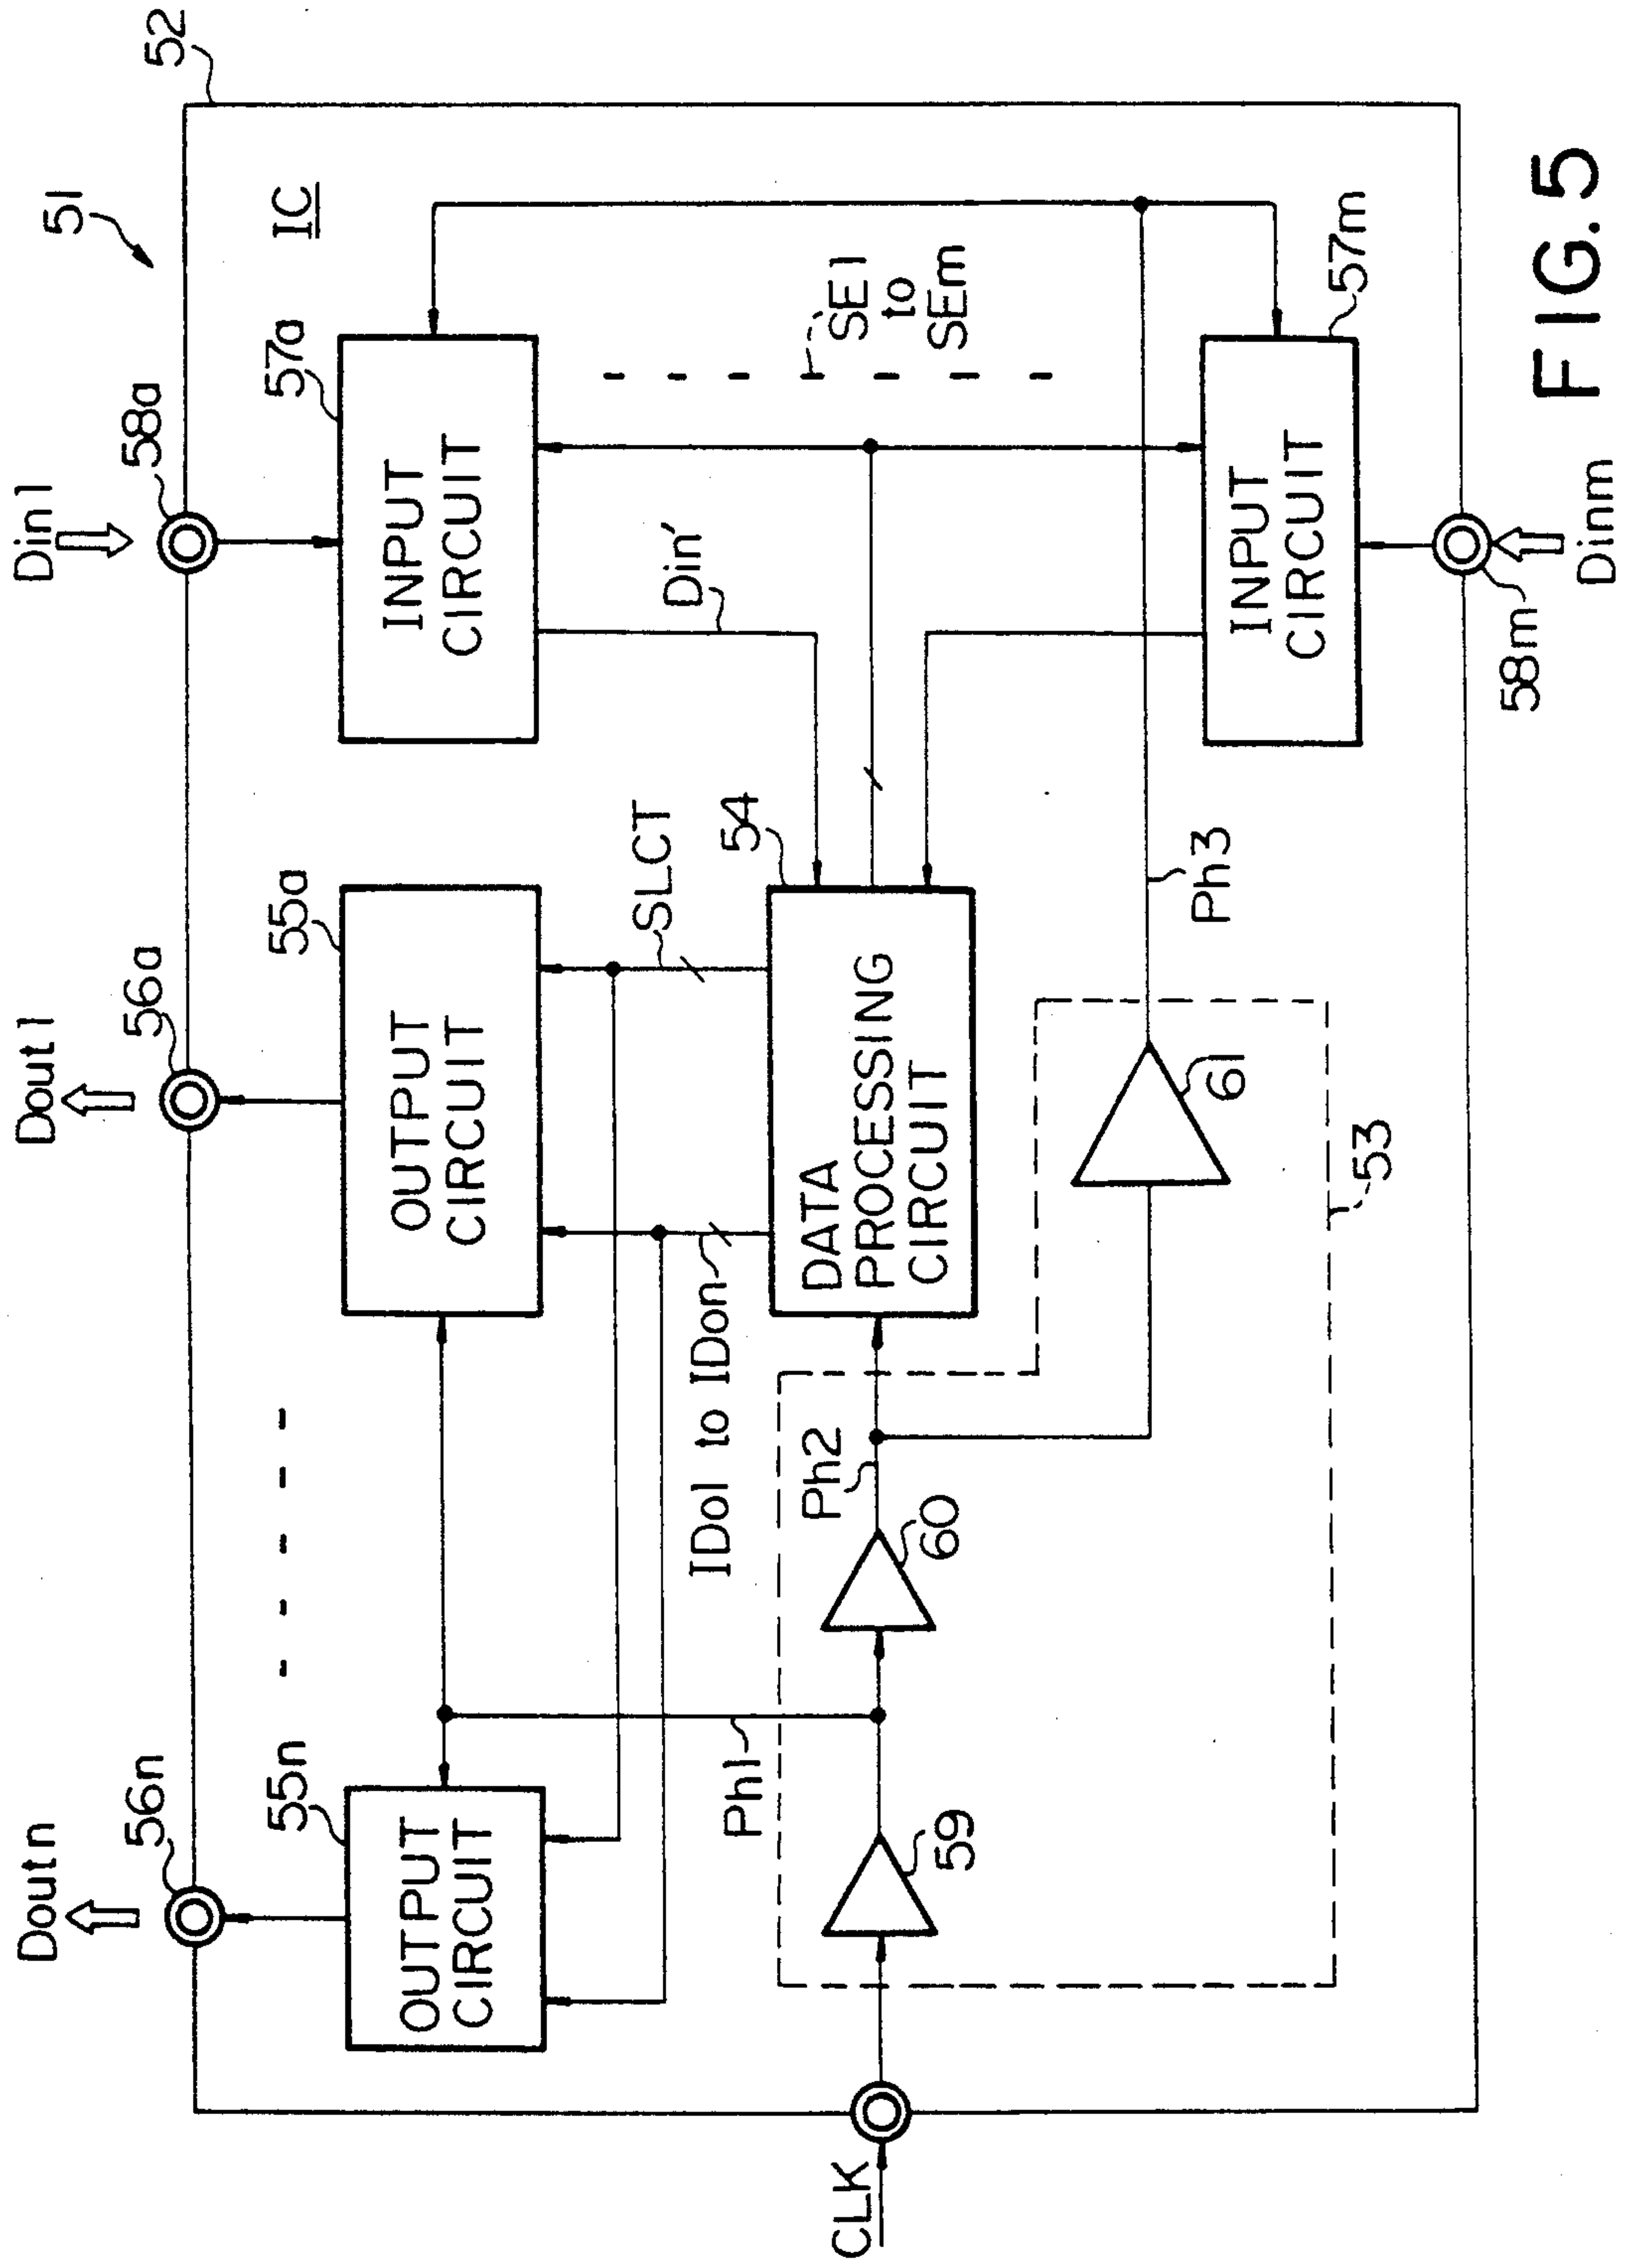 Doutn
Dout1
Din1
56n
56a
58a
52
51
55n
55a
57a
IC
OUTPUT
CIRCUIT
OUTPUT
CIRCUIT
INPUT
CIRCUIT
SLCT
Din'
IDo1 to IDon
54
Ph1
Ph2
DATA
PROCESSING
CIRCUIT
SE1
to
SEm
CLK
59
60
61
Ph3
53
INPUT
CIRCUIT
57m
58m
Dinm
FIG. 5